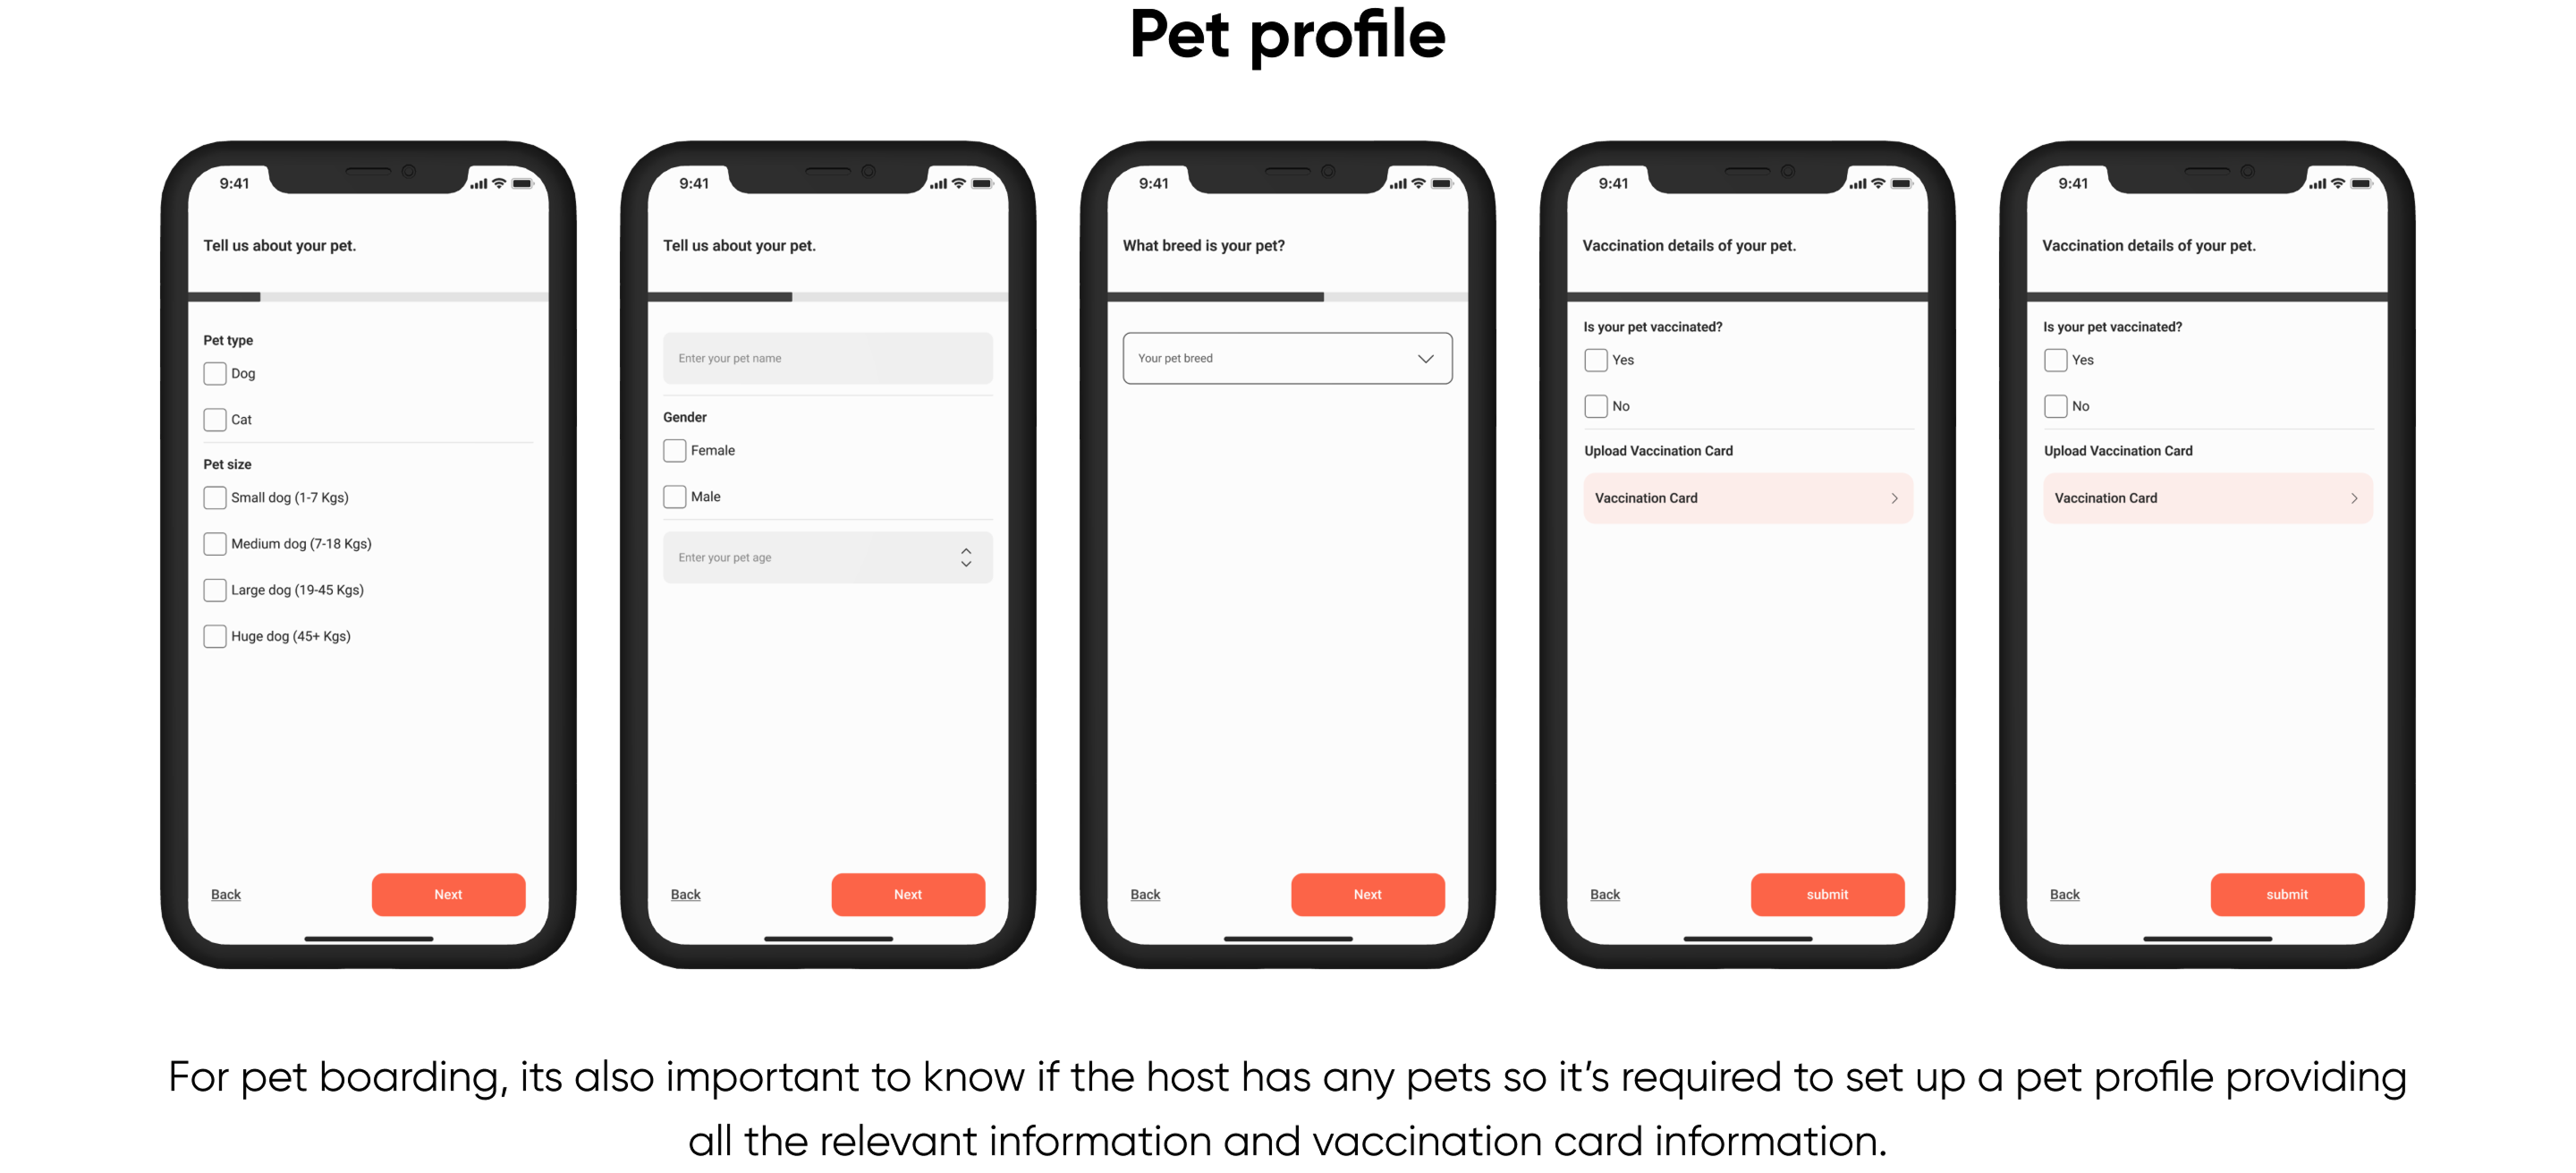 Pet profile
9:41
Tell us about your pet.
Pet type
Dog
Cat
Pet size
Small dog (1-7 Kgs)
Medium dog (7-18 Kgs)
Large dog (19-45 Kgs)
Huge dog (45+ Kgs)
Back
Next
9:41
Tell us about your pet.
Enter your pet name
Gender
Female
Male
Enter your pet age
Back
Next
9:41
What breed is your pet?
Your pet breed
Back
Next
9:41
Vaccination details of your pet.
Is your pet vaccinated?
Yes
No
Upload Vaccination Card
Vaccination Card
Back
submit
9:41
Vaccination details of your pet.
Is your pet vaccinated?
Yes
No
Upload Vaccination Card
Vaccination Card
Back
submit
For pet boarding, its also important to know if the host has any pets so it’s required to set up a pet profile providing
all the relevant information and vaccination card information.